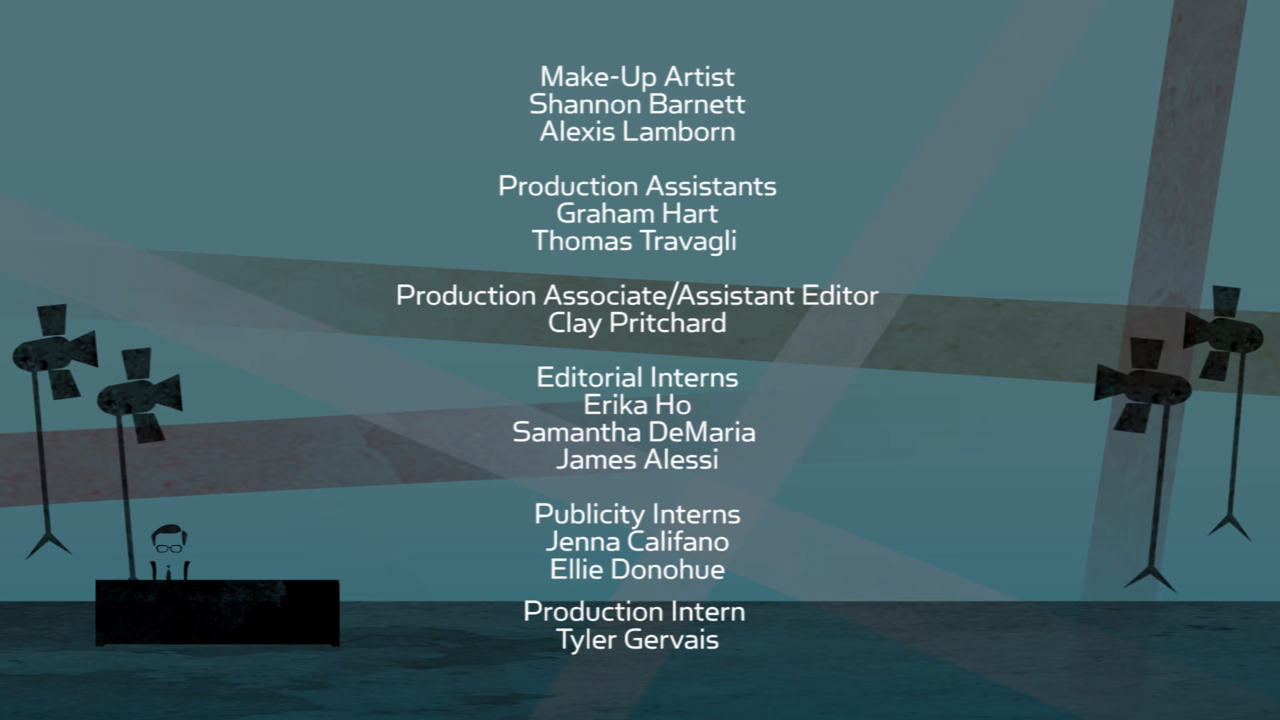 Make-Up Artist
Shannon Barnett
Alexis Lamborn
Production Assistants
Graham Hart
Thomas Travagli
Production Associate/Assistant Editor
Clay Pritchard
Editorial Interns
Erika Ho
Samantha DeMaria
James Alessi
Publicity Interns
Jenna Califano
Ellie Donohue
Production Intern
Tyler Gervais